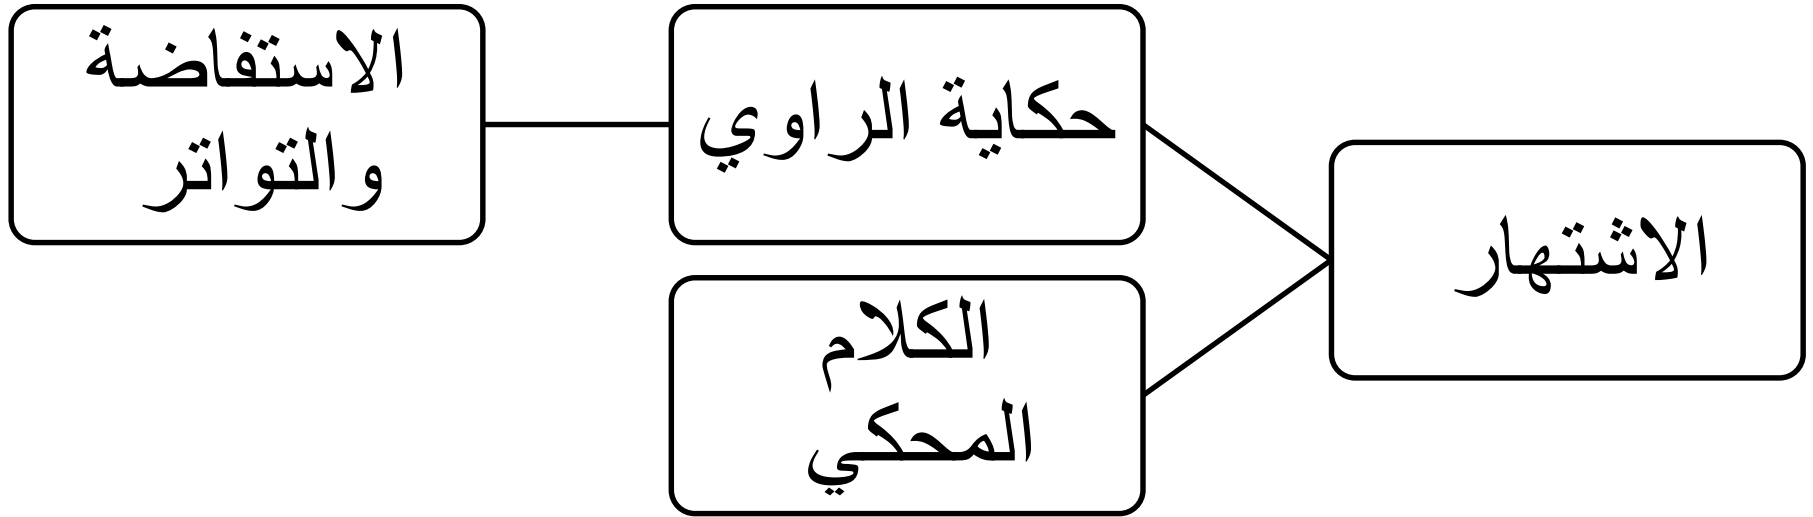 الاشتهار
حكاية الراوي
الاستفاضة
والتواتر
الكلام
المحكي